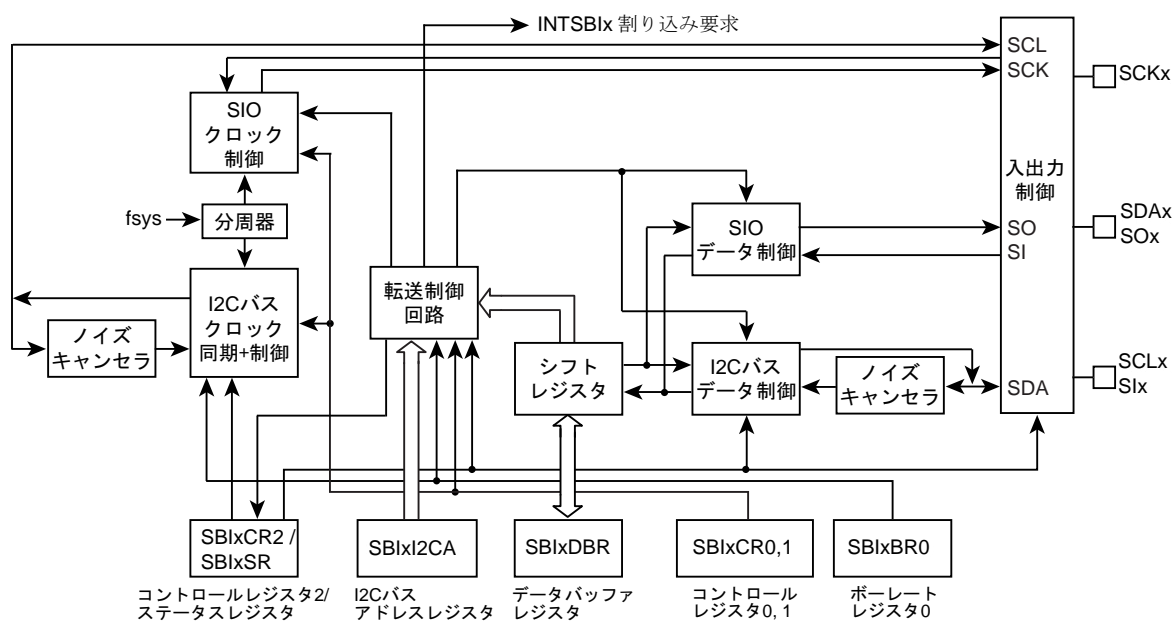 INTSBIx 割り込み要求
SCL
SCK
SCKx
SIO
クロック
制御
入出力
制御
fsys
分周器
SIO
データ制御
SO
SI
SDAx
SOx
I2Cバス
クロック
同期+制御
転送制御
回路
ノイズ
キャンセラ
シフト
レジスタ
I2Cバス
データ制御
ノイズ
キャンセラ
SDA
SCLx
SIx
SBIxCR2 /
SBIxSR
SBIxI2CA
SBIxDBR
SBIxCR0,1
SBIxBR0
コントロールレジスタ2/
ステータスレジスタ
I2Cバス
アドレスレジスタ
データバッファ
レジスタ
コントロール
レジスタ0, 1
ボーレート
レジスタ0